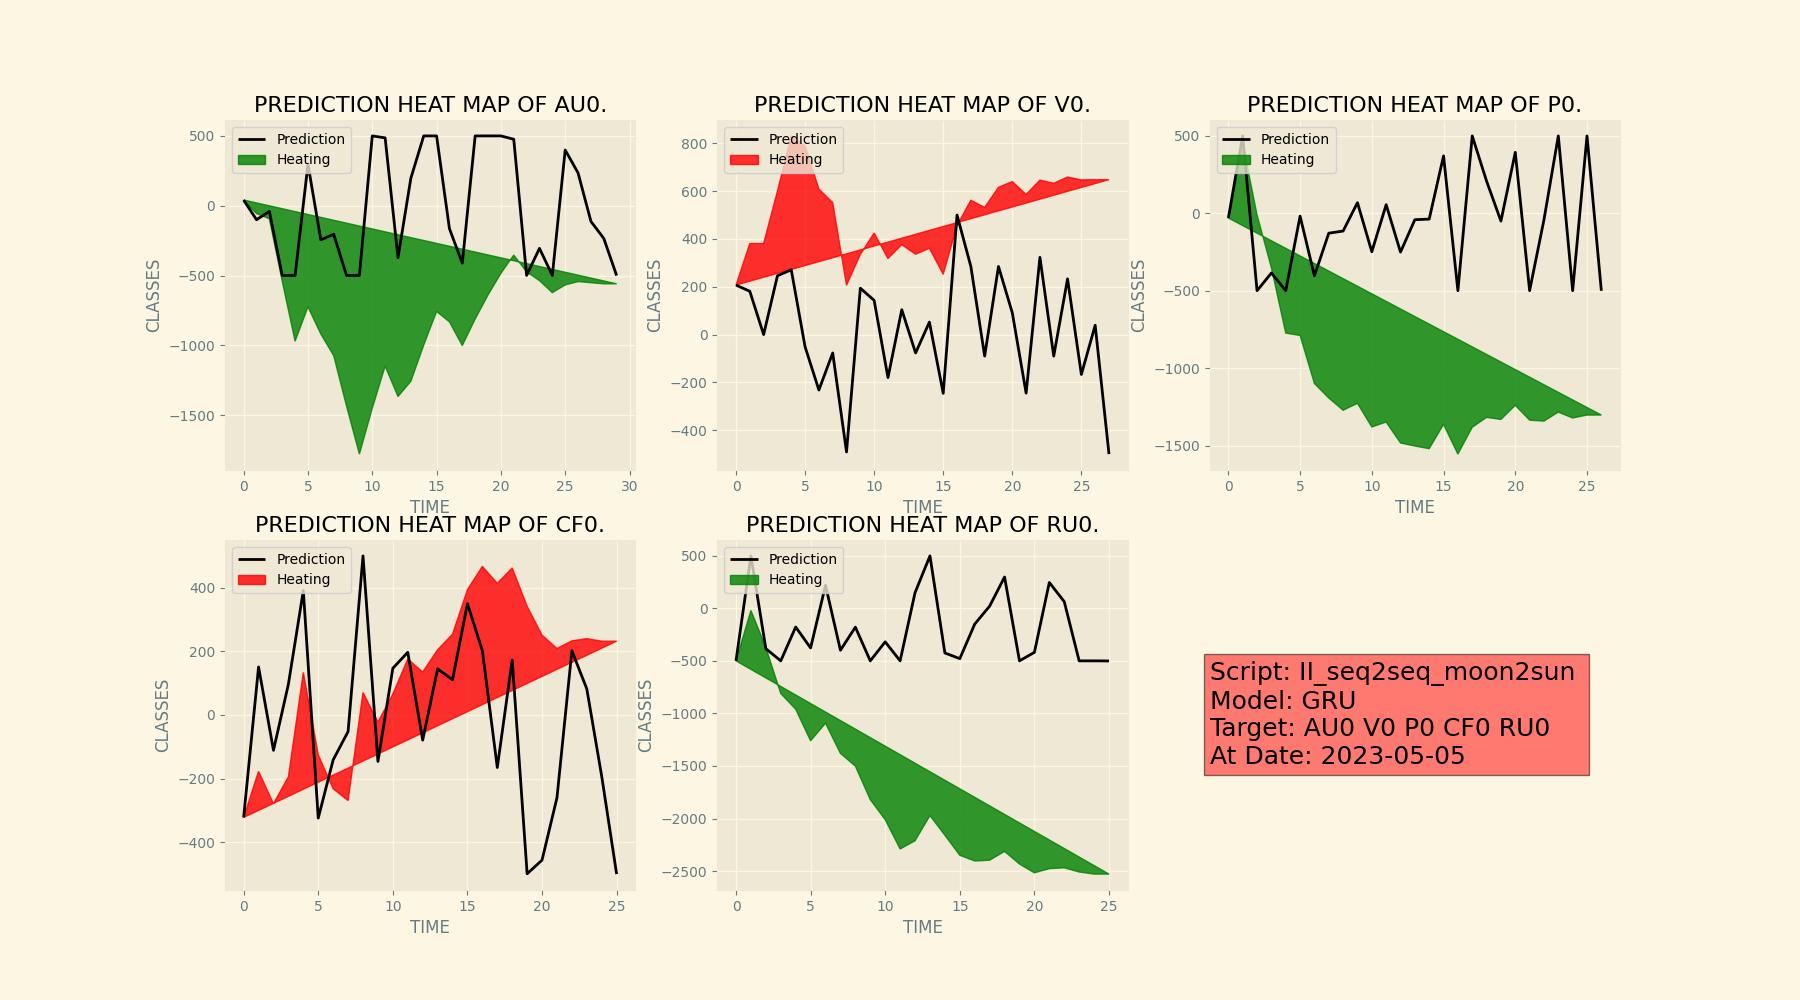 PREDICTION HEAT MAP OF AU0.
Prediction
Heating
500
0
−500
−1000
−1500
CLASSES
0 5 10 15 20 25 30
TIME
PREDICTION HEAT MAP OF V0.
Prediction
Heating
800
600
400
200
0
−200
−400
CLASSES
0 5 10 15 20 25
TIME
PREDICTION HEAT MAP OF P0.
Prediction
Heating
500
0
−500
−1000
−1500
CLASSES
0 5 10 15 20 25
TIME
PREDICTION HEAT MAP OF CF0.
Prediction
Heating
400
200
0
−200
−400
CLASSES
0 5 10 15 20 25
TIME
PREDICTION HEAT MAP OF RU0.
Prediction
Heating
500
0
−500
−1000
−1500
−2000
−2500
CLASSES
0 5 10 15 20 25
TIME
Script: II_seq2seq_moon2sun
Model: GRU
Target: AU0 V0 P0 CF0 RU0
At Date: 2023-05-05